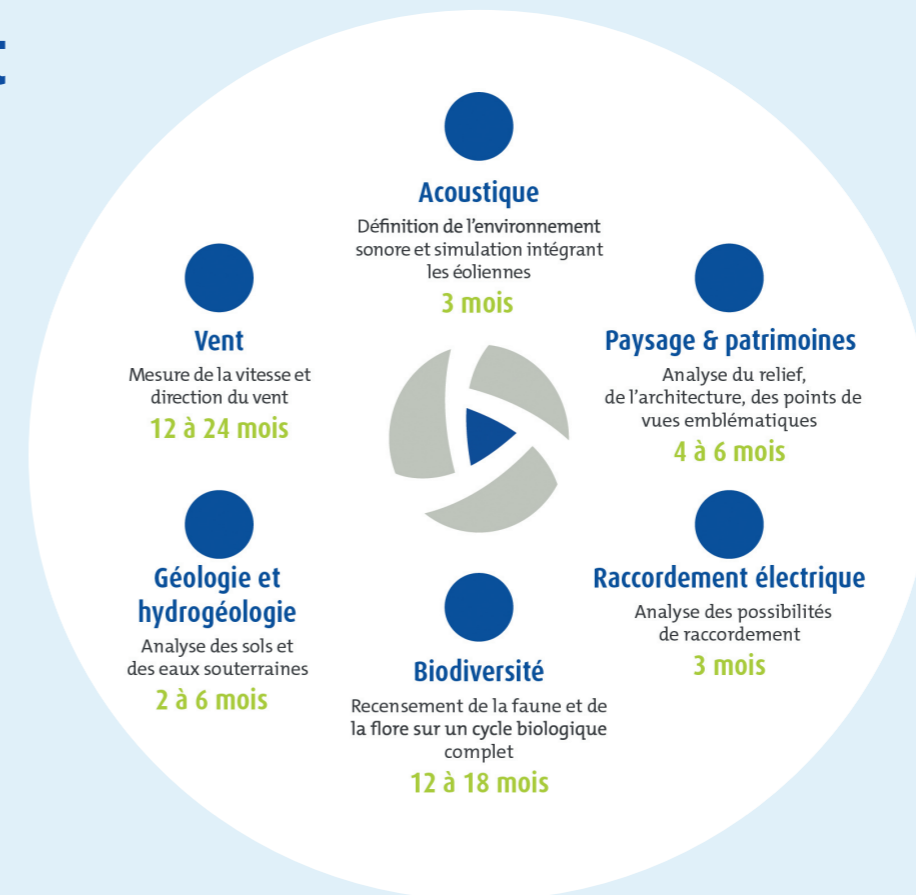 t
Acoustique
Définition de l'environnement
sonore et simulation intégrant
les éoliennes
3 mois
Vent
Mesure de la vitesse et
direction du vent
12 à 24 mois
Paysage & patrimoines
Analyse du relief,
de l'architecture, des points de
vues emblématiques
4 à 6 mois
Géologie et
hydrogéologie
Analyse des sols et
des eaux souterraines
2 à 6 mois
Raccordement électrique
Analyse des possibilités
de raccordement
3 mois
Biodiversité
Recensement de la faune et de
la flore sur un cycle biologique
complet
12 à 18 mois